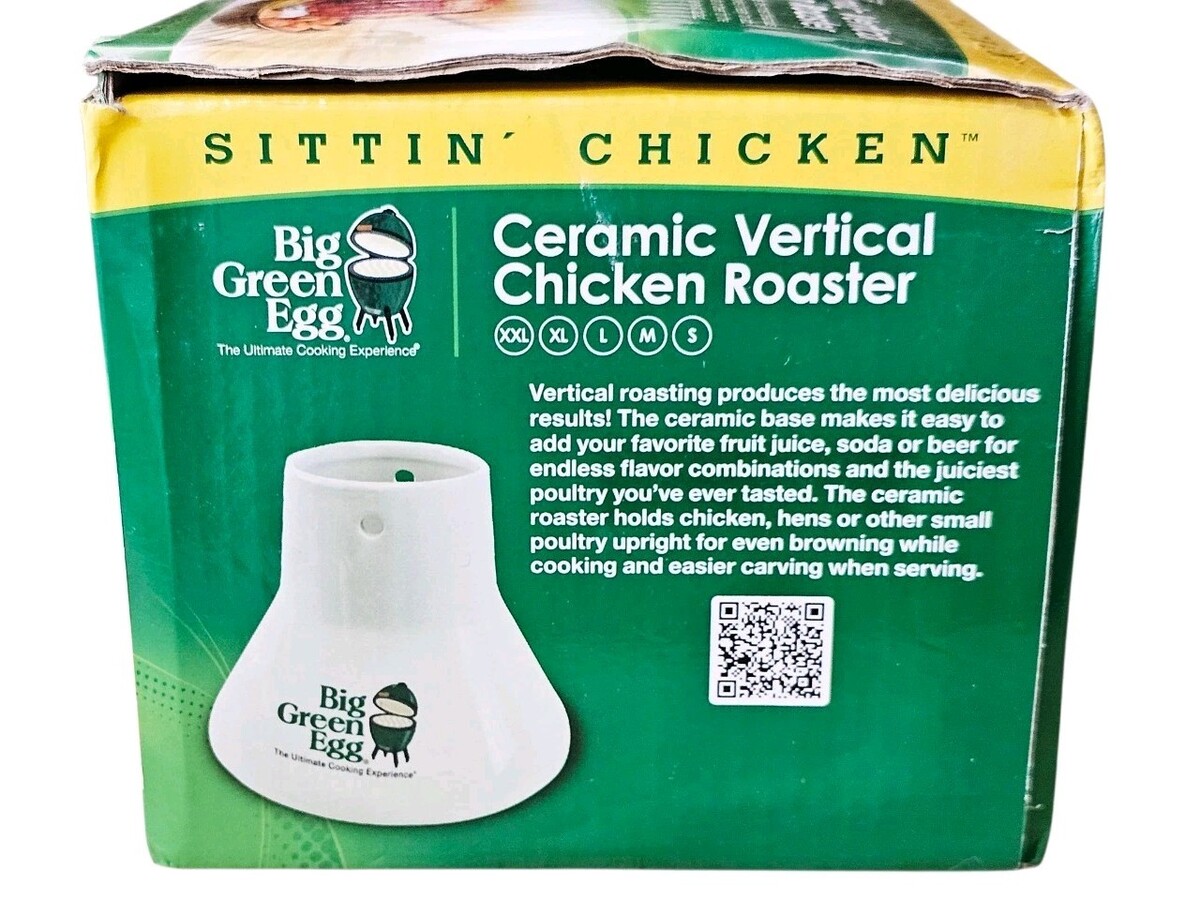 SITTIN´ CHICKEN™
Big
Green
Egg®
The Ultimate Cooking Experience®
Ceramic Vertical
Chicken Roaster
XXL XL L M S
Vertical roasting produces the most delicious
results! The ceramic base makes it easy to
add your favorite fruit juice, soda or beer for
endless flavor combinations and the juiciest
poultry you've ever tasted. The ceramic
roaster holds chicken, hens or other small
poultry upright for even browning while
cooking and easier carving when serving.
Big
Green
Egg®
The Ultimate Cooking Experience®